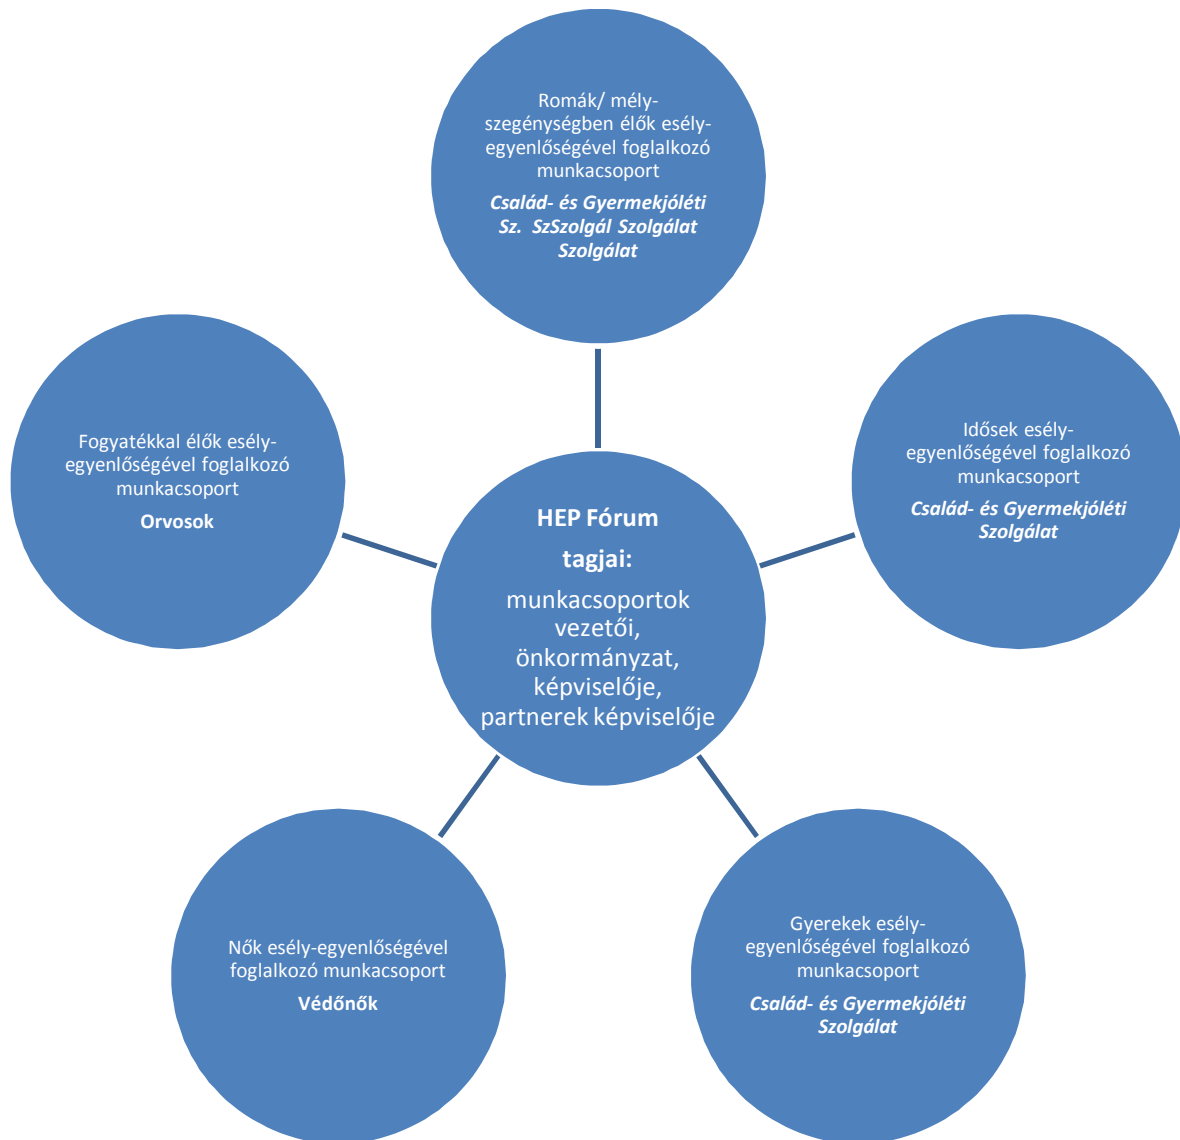 Romák/ mély-
szegénységben élők esély-
egyenlőségével foglalkozó
munkacsoport
Család- és Gyermekjóléti
Sz. SzSzolgál Szolgálat
Szolgálat
Fogyatékkal élők esély-
egyenlőségével foglalkozó
munkacsoport
Orvosok
Idősek esély-
egyenlőségével foglalkozó
munkacsoport
Család- és Gyermekjóléti
Szolgálat
HEP Fórum
tagjai:
munkacsoportok
vezetői,
önkormányzat,
képviselője,
partnerek képviselője
Nők esély-egyenlőségével
foglalkozó munkacsoport
Védőnők
Gyerekek esély-
egyenlőségével foglalkozó
munkacsoport
Család- és Gyermekjóléti
Szolgálat